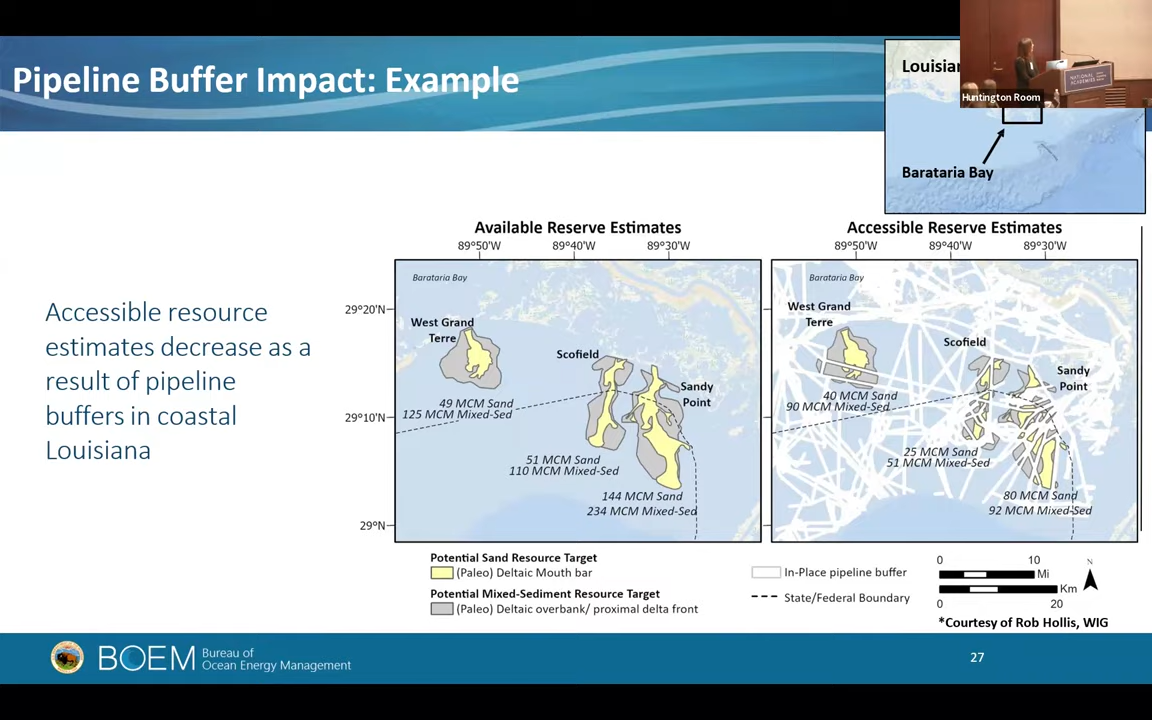 Pipeline Buffer Impact: Example
Huntington Room
NATIONAL
ACADEMIES
Barataria Bay
Accessible resource
estimates decrease as a
result of pipeline
buffers in coastal
Louisiana
Available Reserve Estimates
89°50'W 89°40'W 89°30'W
29°20'N
29°10'N
29°N
Barataria Bay
West Grand
Terre
Scofield
Sandy
Point
49 MCM Sand
125 MCM Mixed-Sed
51 MCM Sand
110 MCM Mixed-Sed
144 MCM Sand
234 MCM Mixed-Sed
Accessible Reserve Estimates
89°50'W 89°40'W 89°30'W
Barataria Bay
West Grand
Terre
Scofield
Sandy
Point
40 MCM Sand
90 MCM Mixed-Sed
25 MCM Sand
51 MCM Mixed-Sed
80 MCM Sand
92 MCM Mixed-Sed
Potential Sand Resource Target
(Paleo) Deltaic Mouth bar
Potential Mixed-Sediment Resource Target
(Paleo) Deltaic overbank/ proximal delta front
In-Place pipeline buffer
State/Federal Boundary
0 10
Mi
Km
0 20
N
*Courtesy of Rob Hollis, WIG
BOEM
Bureau of
Ocean Energy Management
27